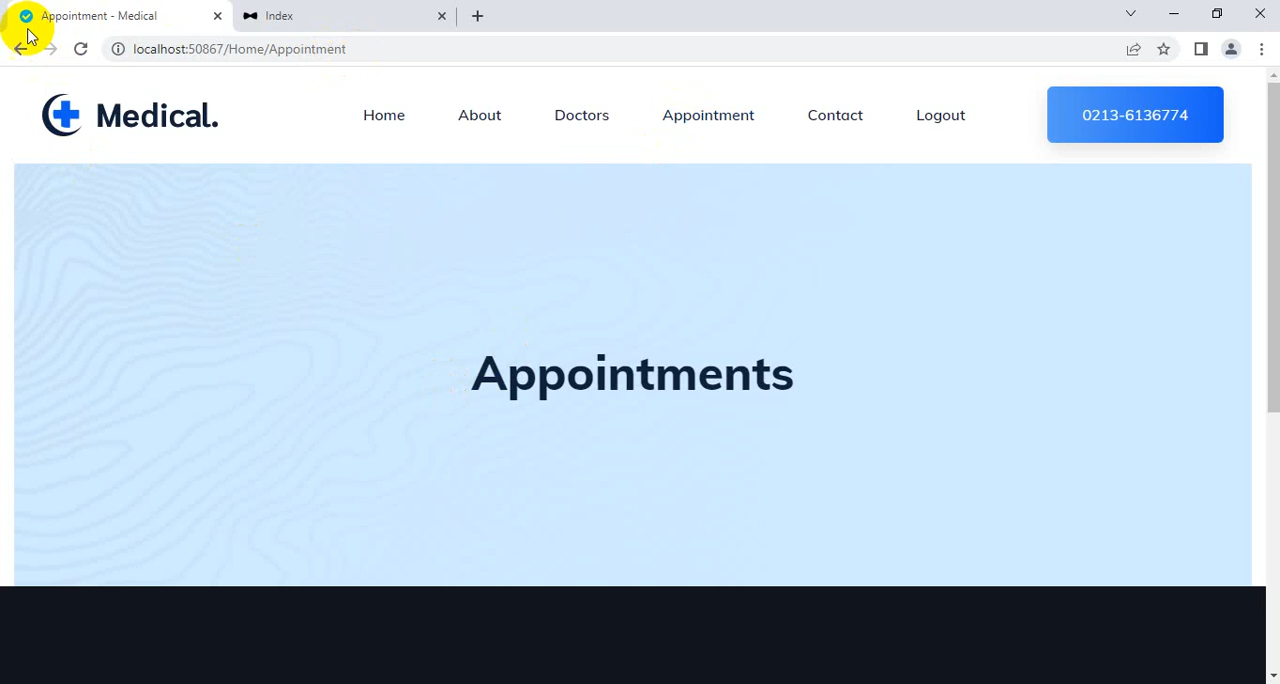 Appointment - Medical
Index
localhost:50867/Home/Appointment
Medical.
Home
About
Doctors
Appointment
Contact
Logout
0213-6136774
Appointments